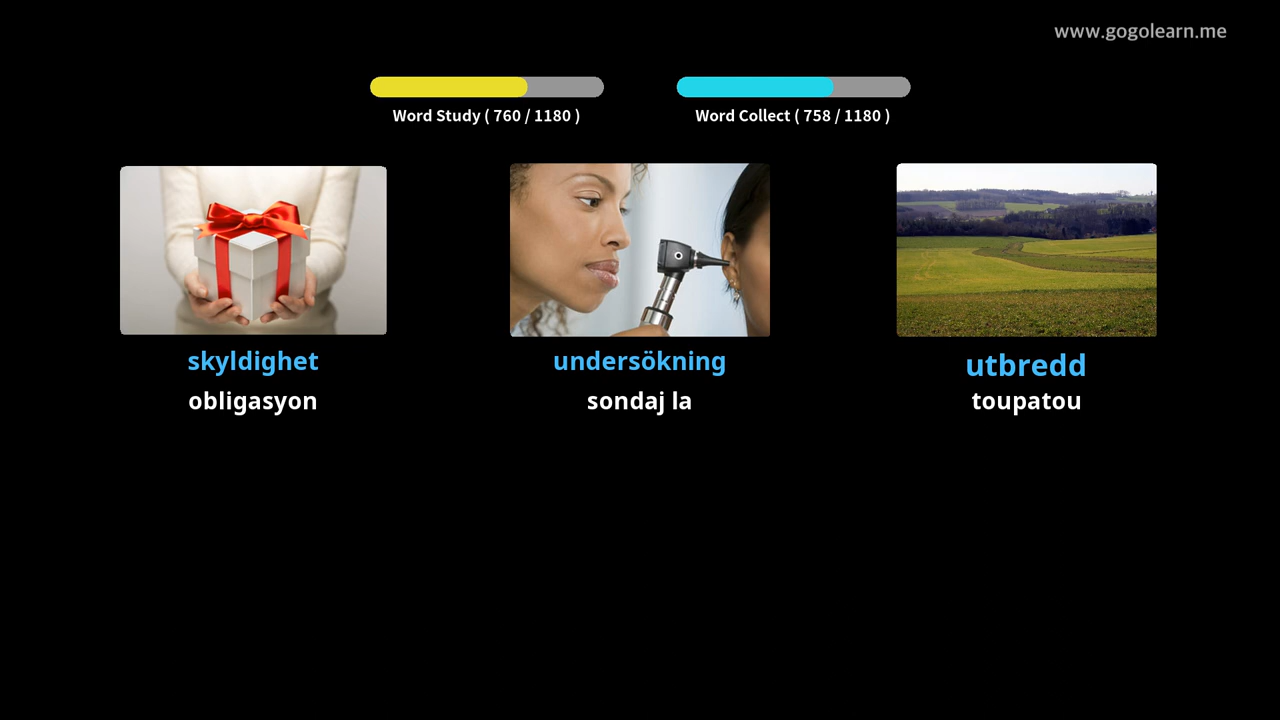 www.gogolearn.me
Word Study ( 760 / 1180 )
Word Collect ( 758 / 1180 )
skyldighet
undersökning
utbredd
obligasyon
sondaj la
toupatou